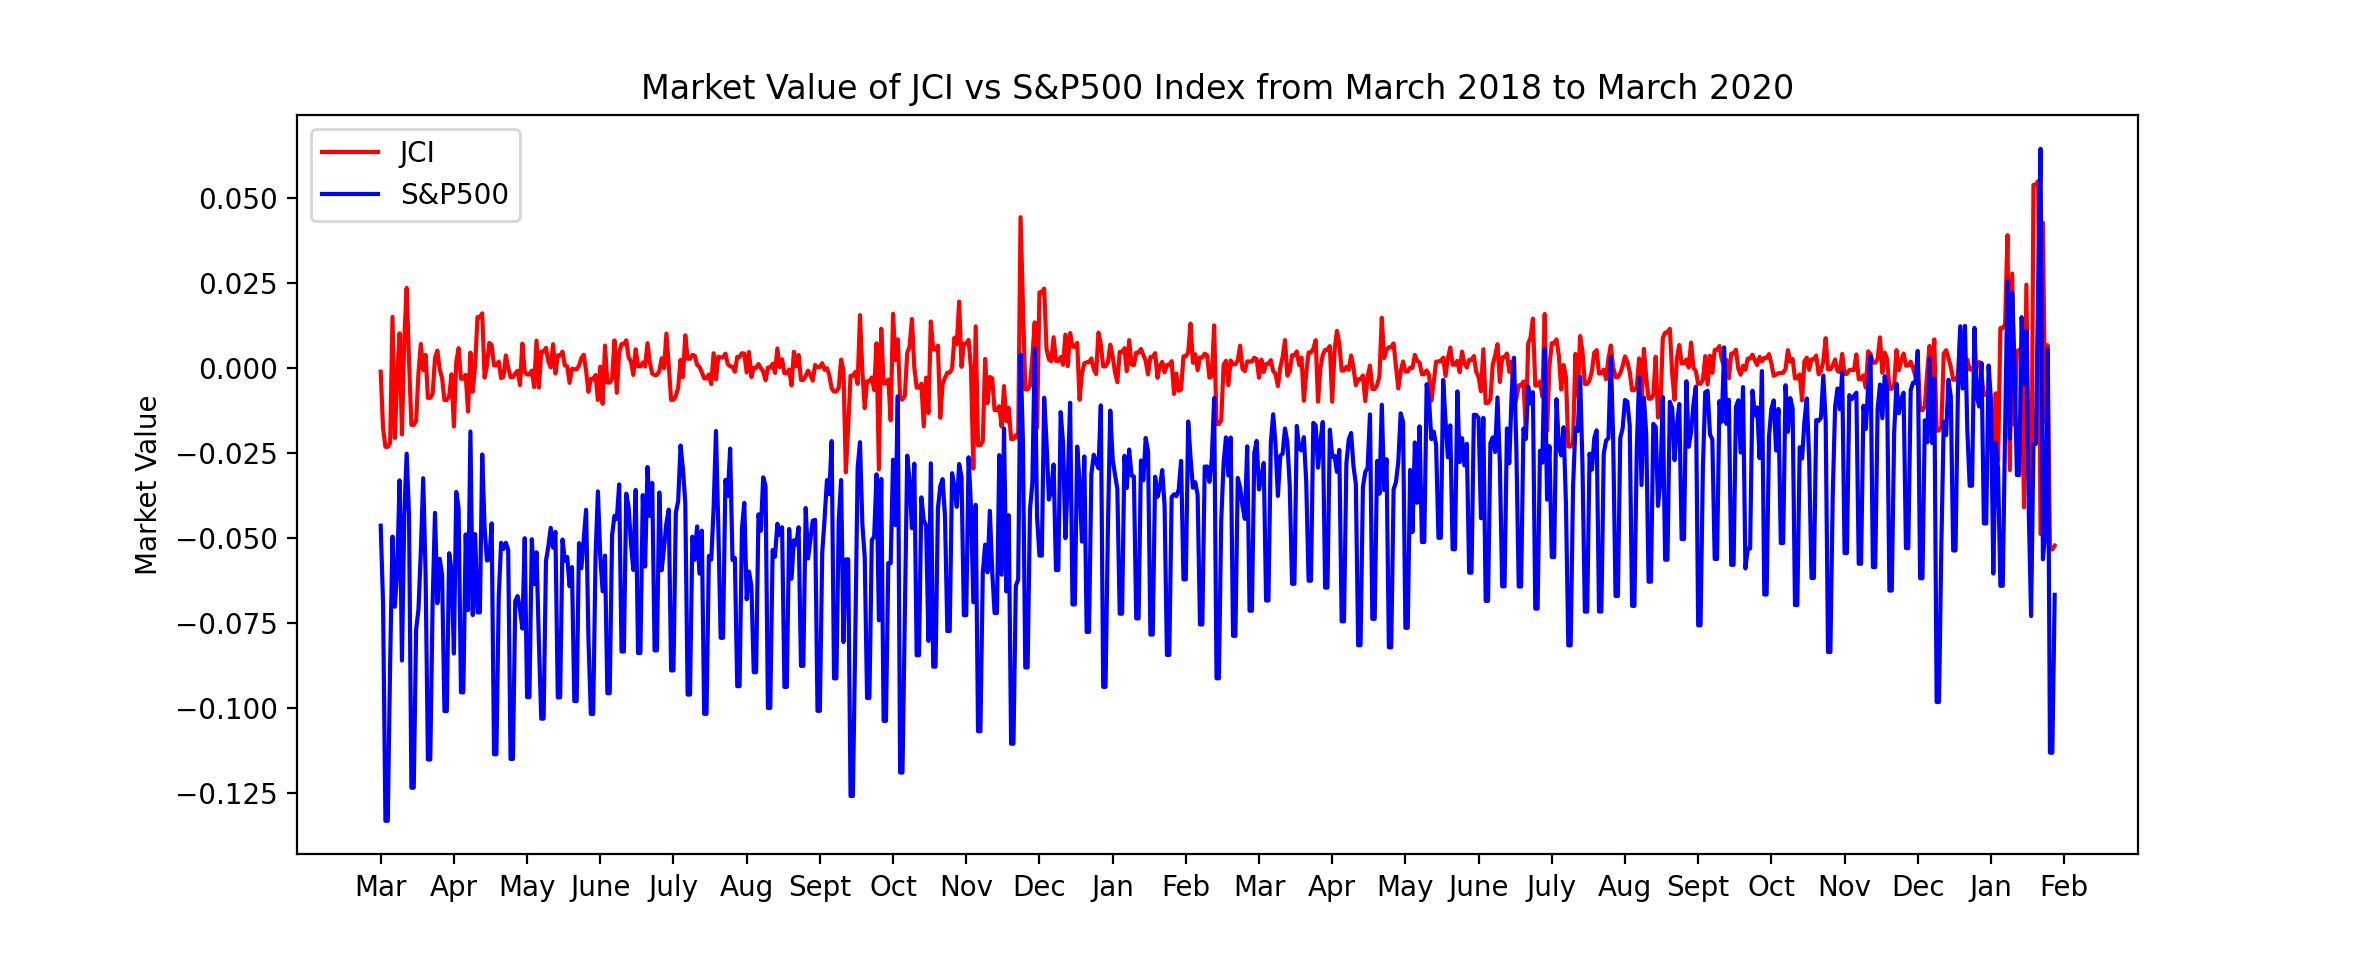 Market Value of JCI vs S&P500 Index from March 2018 to March 2020
JCI
S&P500
0.050
0.025
0.000
−0.025
−0.050
−0.075
−0.100
−0.125
Market Value
Mar Apr May June July Aug Sept Oct Nov Dec Jan Feb Mar Apr May June July Aug Sept Oct Nov Dec Jan Feb